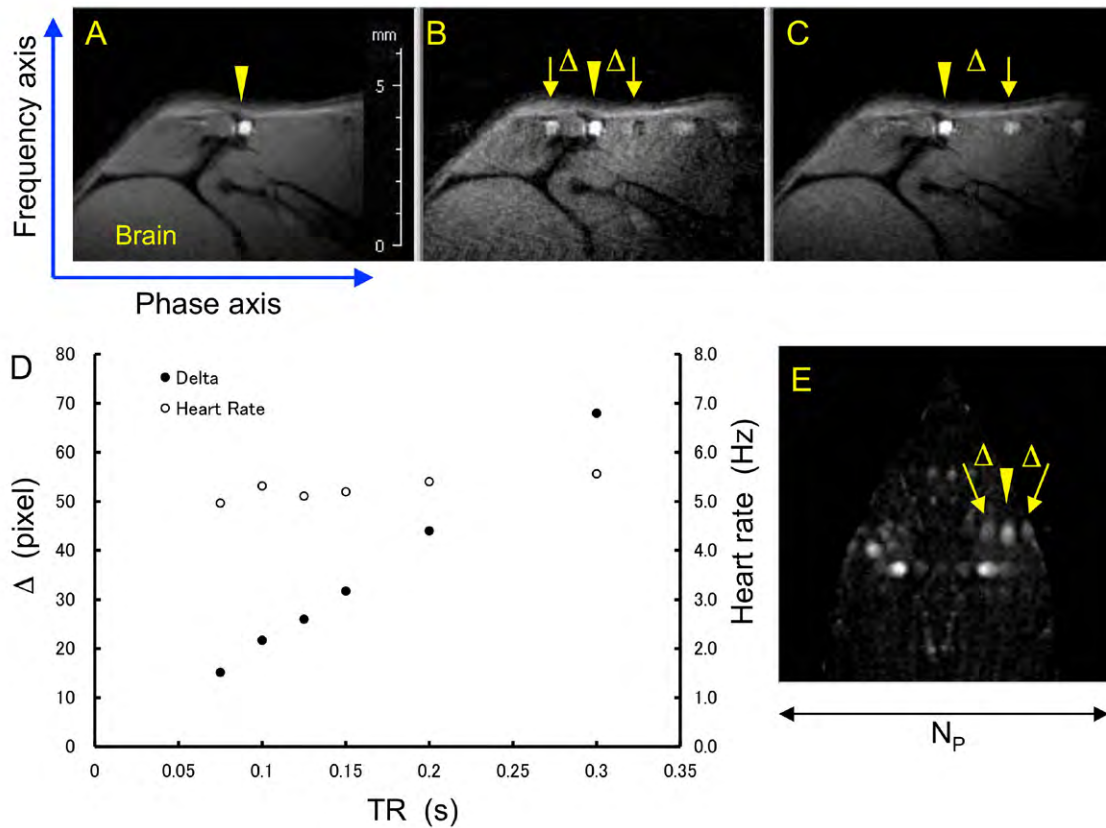 A
mm
5
0
Brain
B
Δ Δ
C
Δ
Frequency axis
Phase axis
D
Delta
Heart Rate
80
70
60
50
40
30
20
10
0
Δ (pixel)
8.0
7.0
6.0
5.0
4.0
3.0
2.0
1.0
0.0
Heart rate (Hz)
0 0.05 0.1 0.15 0.2 0.25 0.3 0.35
TR (s)
E
Δ Δ
N_P